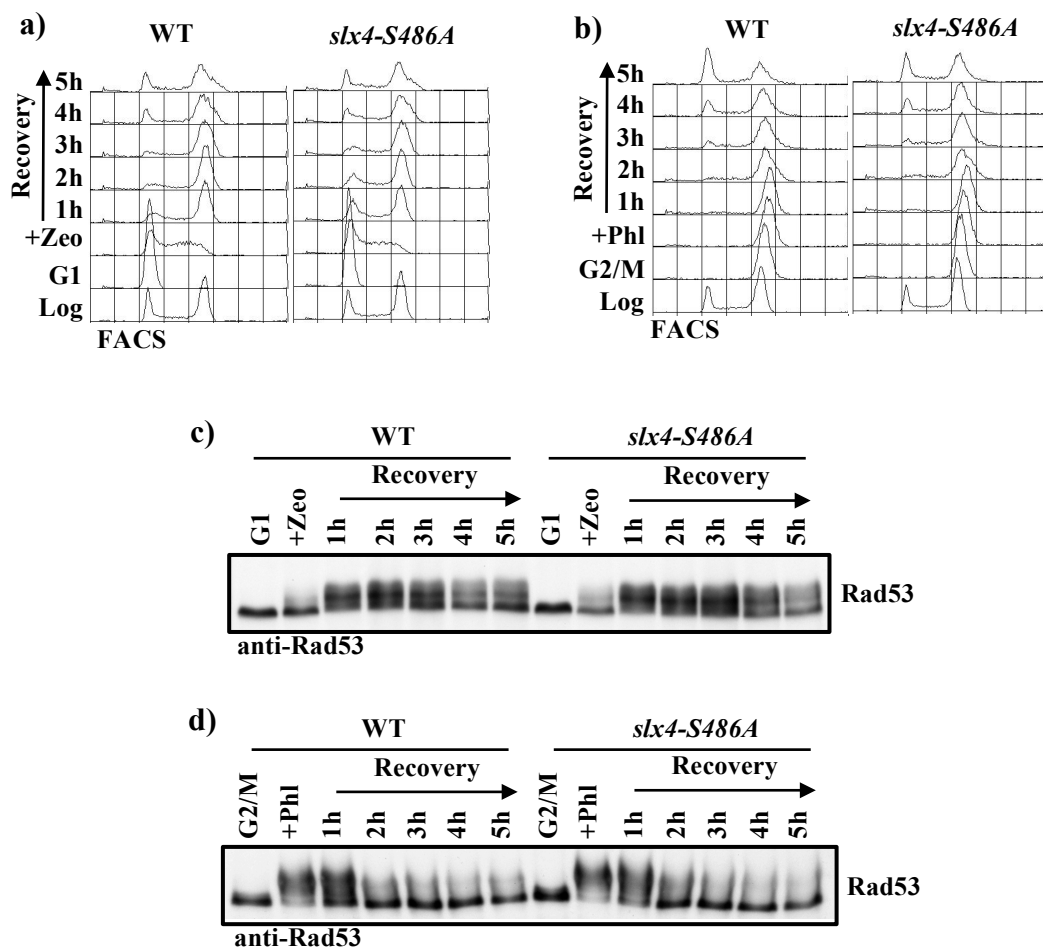 a)
WT
slx4-S486A
Recovery
5h
4h
3h
2h
1h
+Zeo
G1
Log
FACS
b)
WT
slx4-S486A
Recovery
5h
4h
3h
2h
1h
+Phl
G2/M
Log
FACS
c)
WT
slx4-S486A
Recovery
Recovery
G1 +Zeo 1h 2h 3h 4h 5h G1 +Zeo 1h 2h 3h 4h 5h
Rad53
anti-Rad53
d)
WT
slx4-S486A
Recovery
Recovery
G2/M +Phl 1h 2h 3h 4h 5h G2/M +Phl 1h 2h 3h 4h 5h
Rad53
anti-Rad53